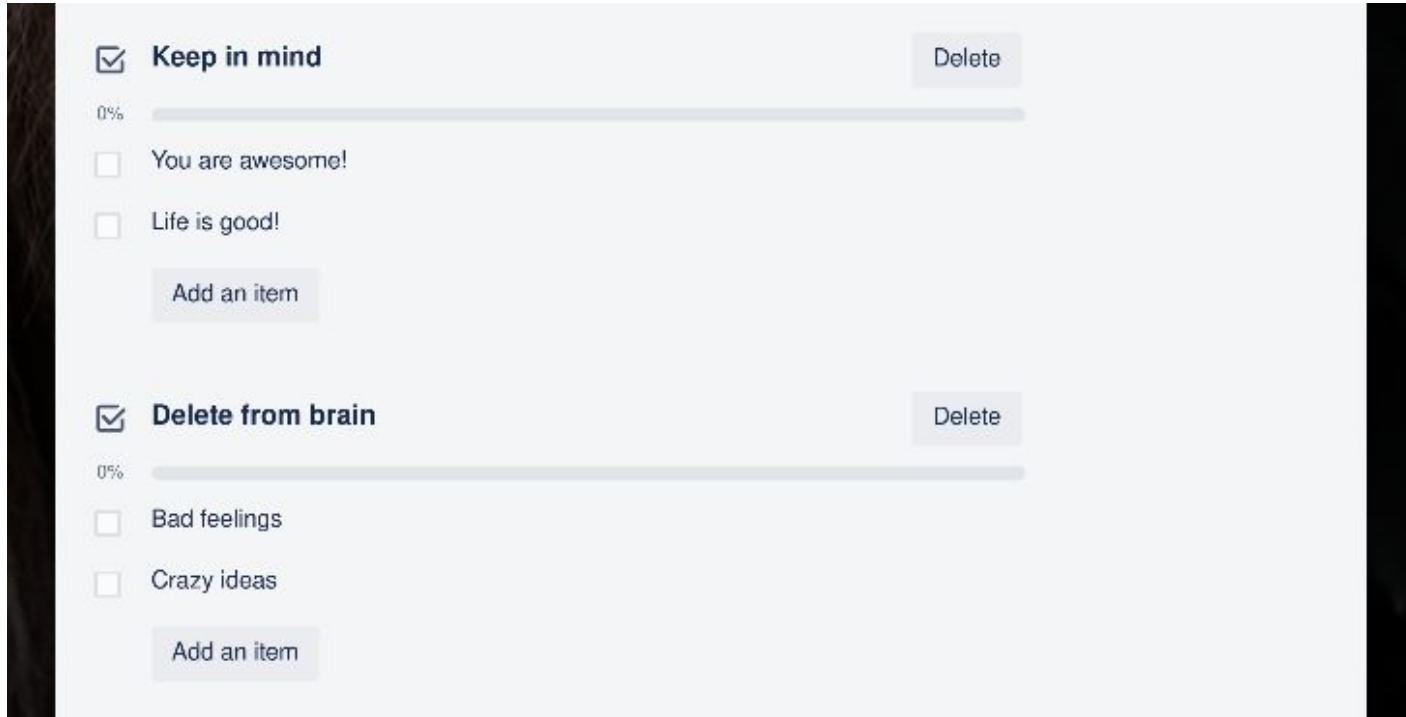 Keep in mind
Delete
0%
You are awesome!
Life is good!
Add an item
Delete from brain
Delete
0%
Bad feelings
Crazy ideas
Add an item